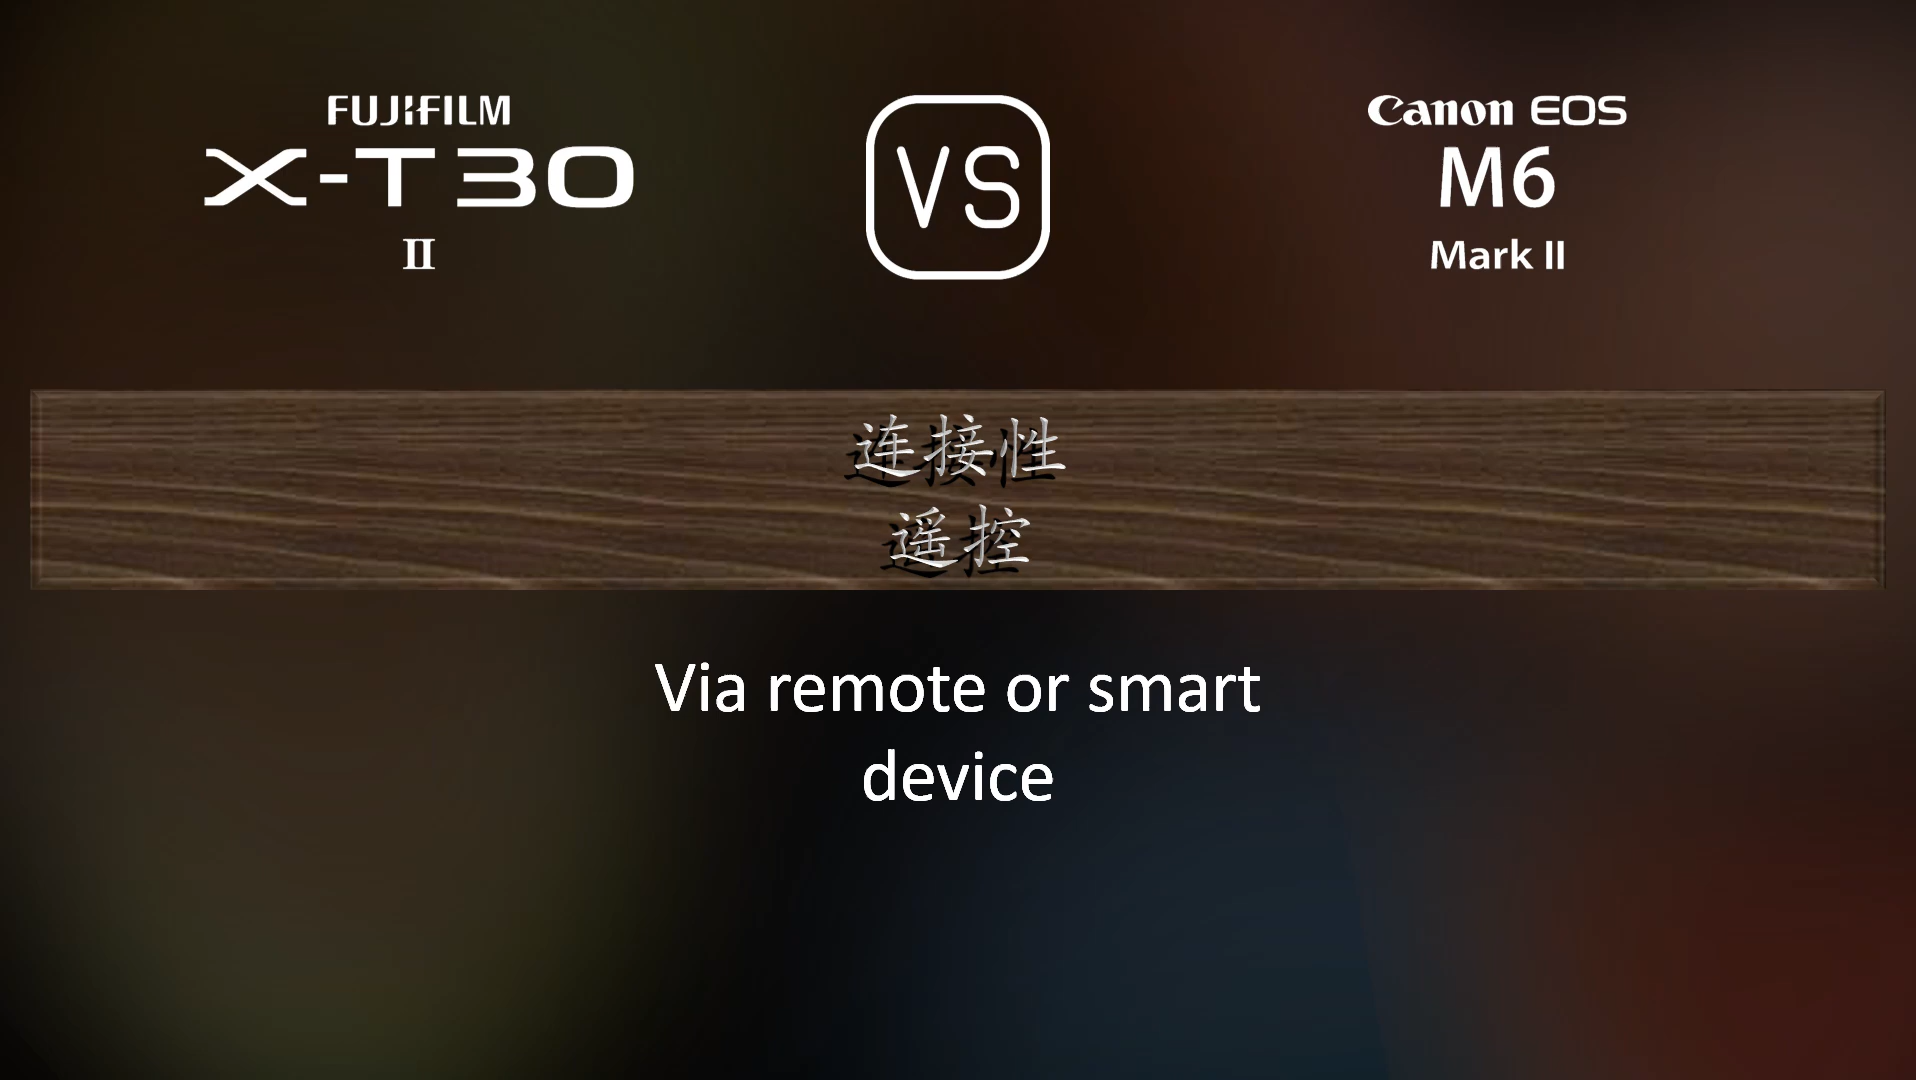 FUJIFILM
X-T30
II
VS
Canon EOS
M6
Mark II
连接性
遥控
Via remote or smart
device